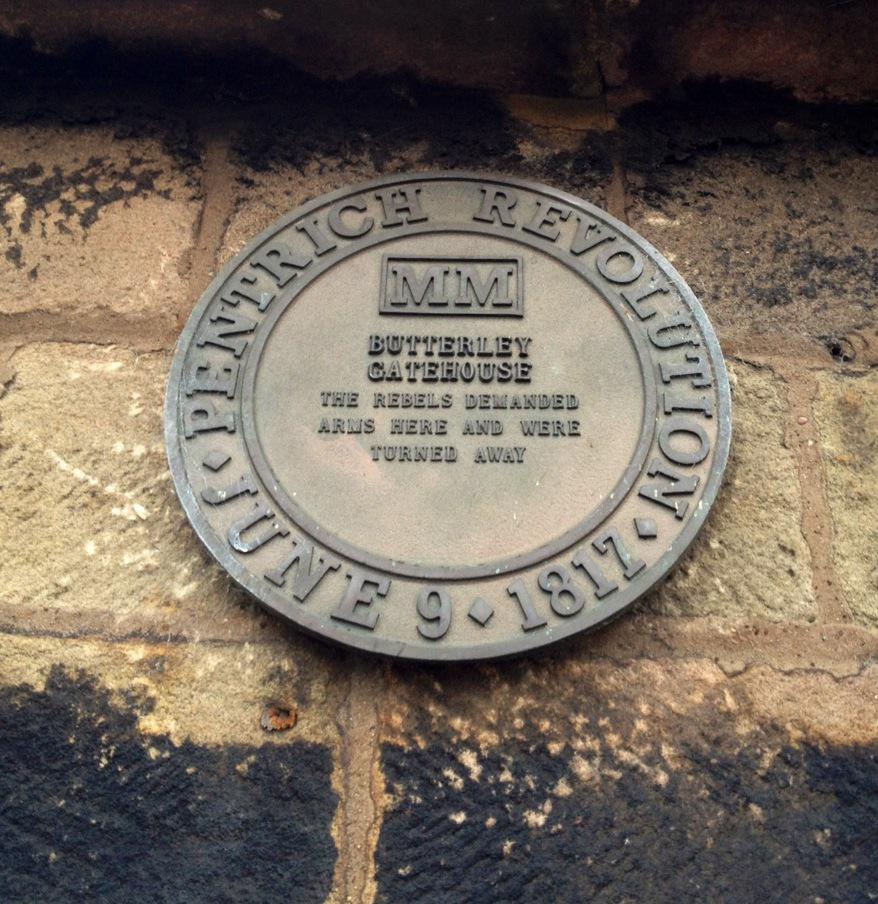 PENTRICH REVOLUTION
MM
BUTTERLEY
GATEHOUSE
THE REBELS DEMANDED
ARMS HERE AND WERE
TURNED AWAY
JUNE 9 1817